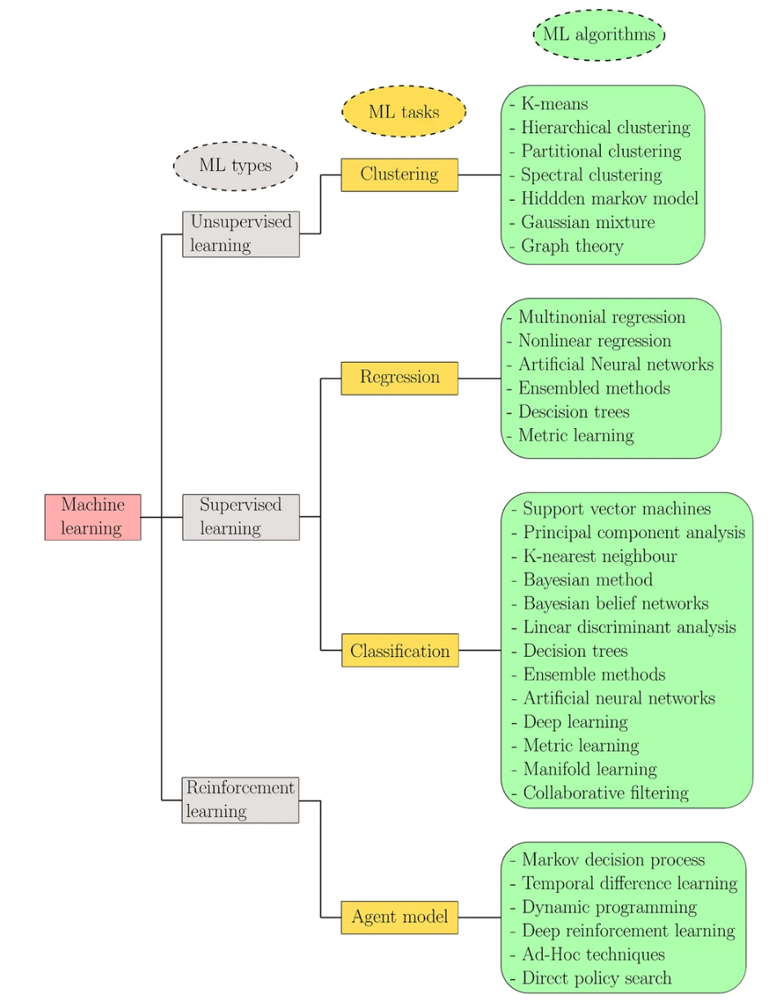 ML algorithms
ML tasks
ML types
Machine
learning
Unsupervised
learning
Clustering
- K-means
- Hierarchical clustering
- Partitional clustering
- Spectral clustering
- Hiddden markov model
- Gaussian mixture
- Graph theory
Supervised
learning
Regression
- Multinonial regression
- Nonlinear regression
- Artificial Neural networks
- Ensembled methods
- Descision trees
- Metric learning
Classification
- Support vector machines
- Principal component analysis
- K-nearest neighbour
- Bayesian method
- Bayesian belief networks
- Linear discriminant analysis
- Decision trees
- Ensemble methods
- Artificial neural networks
- Deep learning
- Metric learning
- Manifold learning
- Collaborative filtering
Reinforcement
learning
Agent model
- Markov decision process
- Temporal difference learning
- Dynamic programming
- Deep reinforcement learning
- Ad-Hoc techniques
- Direct policy search